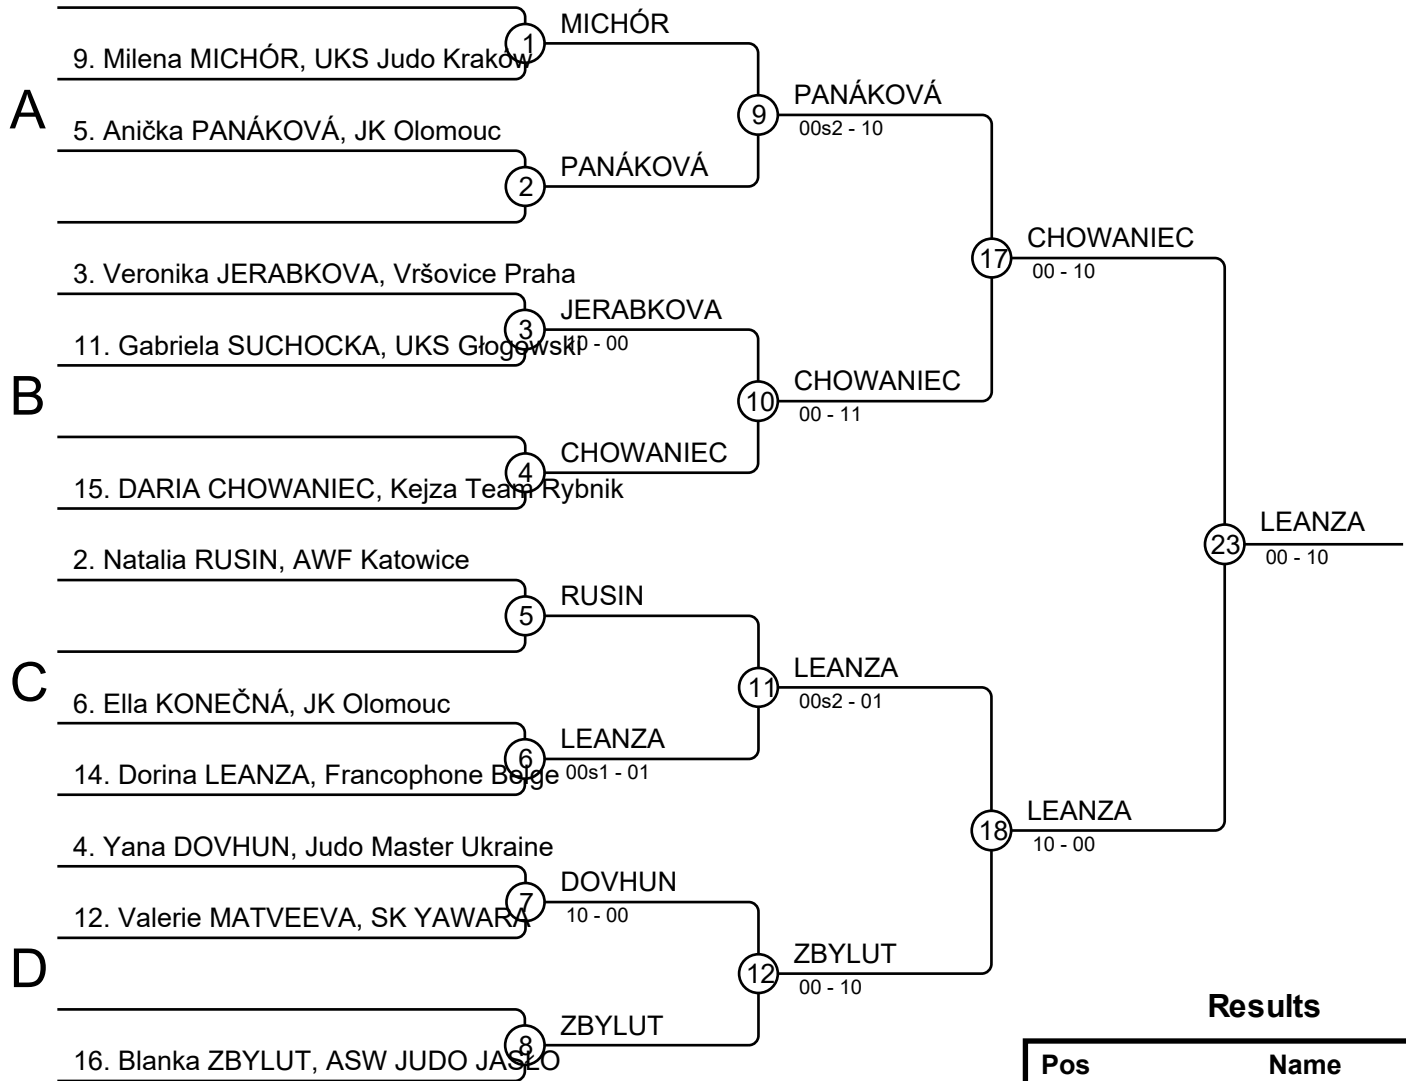 1
MICHÓR
9. Milena MICHÓR, UKS Judo Kraków
A
9
PANÁKOVÁ
00s2 - 10
5. Anička PANÁKOVÁ, JK Olomouc
2
PANÁKOVÁ
17
CHOWANIEC
00 - 10
3. Veronika JERABKOVA, Vršovice Praha
3
JERABKOVA
10 - 00
11. Gabriela SUCHOCKA, UKS Głogowski
B
10
CHOWANIEC
00 - 11
4
CHOWANIEC
15. DARIA CHOWANIEC, Kejza Team Rybnik
23
LEANZA
00 - 10
2. Natalia RUSIN, AWF Katowice
5
RUSIN
C
11
LEANZA
00s2 - 01
6. Ella KONEČNÁ, JK Olomouc
6
LEANZA
00s1 - 01
14. Dorina LEANZA, Francophone Belge
18
LEANZA
10 - 00
4. Yana DOVHUN, Judo Master Ukraine
7
DOVHUN
10 - 00
12. Valerie MATVEEVA, SK YAWARA
D
12
ZBYLUT
00 - 10
8
ZBYLUT
16. Blanka ZBYLUT, ASW JUDO JASŁO
Results
Pos Name